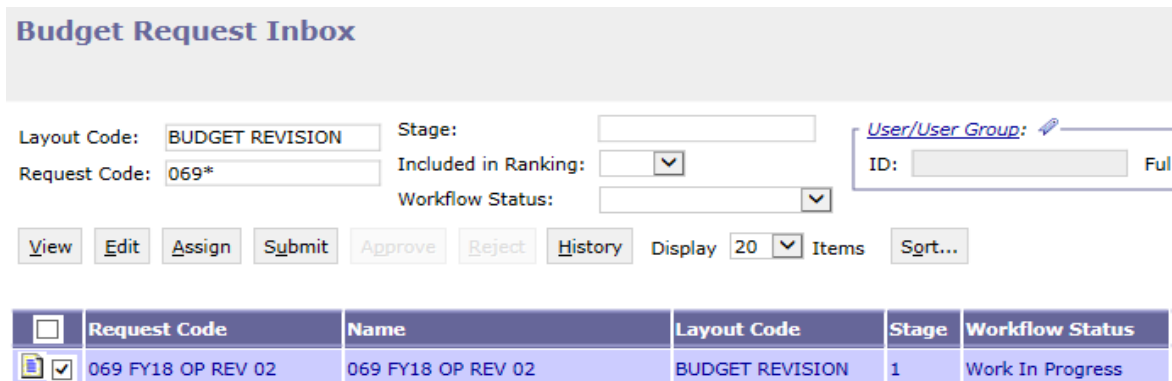 Budget Request Inbox
Layout Code: BUDGET REVISION Stage: User/User Group:
Request Code: 069* Included in Ranking: ID: Ful
Workflow Status:
View Edit Assign Submit Approve Reject History Display 20 Items Sort...
Request Code Name Layout Code Stage Workflow Status
069 FY18 OP REV 02 069 FY18 OP REV 02 BUDGET REVISION 1 Work In Progress